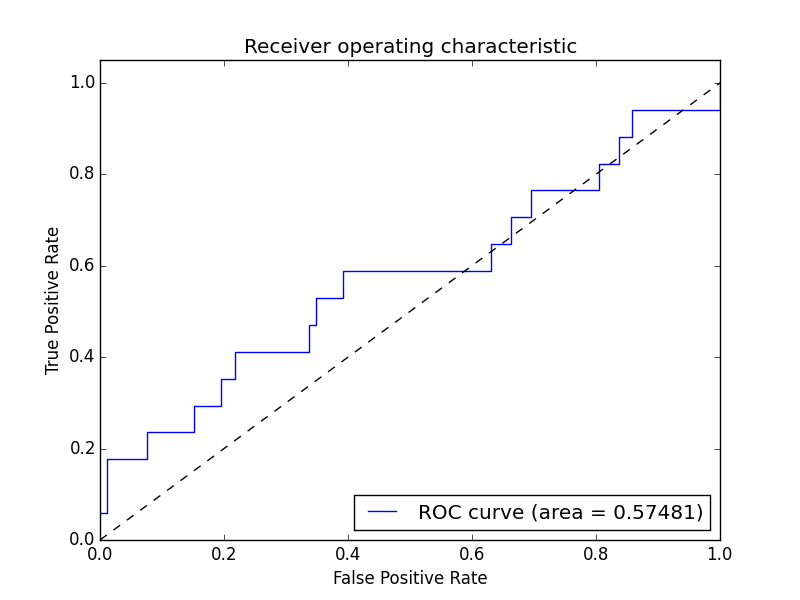 Receiver operating characteristic
True Positive Rate
1.0
0.8
0.6
0.4
0.2
0.0
ROC curve (area = 0.57481)
0.0 0.2 0.4 0.6 0.8 1.0
False Positive Rate